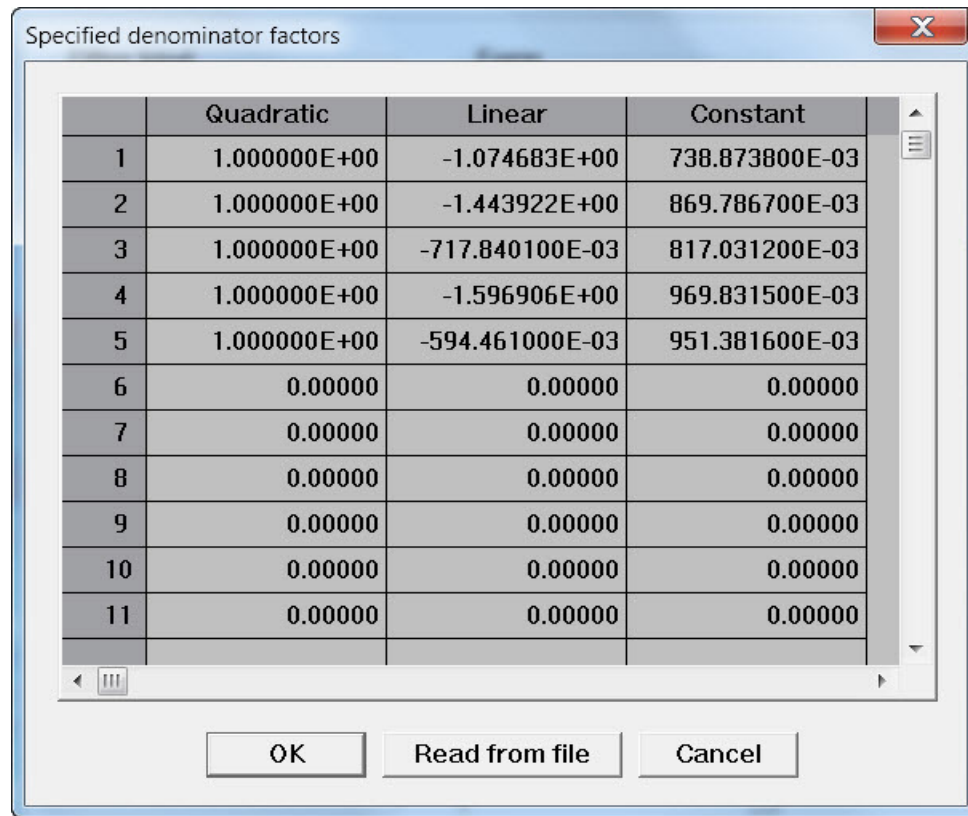 Specified denominator factors
Quadratic Linear Constant
1 1.000000E+00 -1.074683E+00 738.873800E-03
2 1.000000E+00 -1.443922E+00 869.786700E-03
3 1.000000E+00 -717.840100E-03 817.031200E-03
4 1.000000E+00 -1.596906E+00 969.831500E-03
5 1.000000E+00 -594.461000E-03 951.381600E-03
6 0.00000 0.00000 0.00000
7 0.00000 0.00000 0.00000
8 0.00000 0.00000 0.00000
9 0.00000 0.00000 0.00000
10 0.00000 0.00000 0.00000
11 0.00000 0.00000 0.00000
OK Read from file Cancel